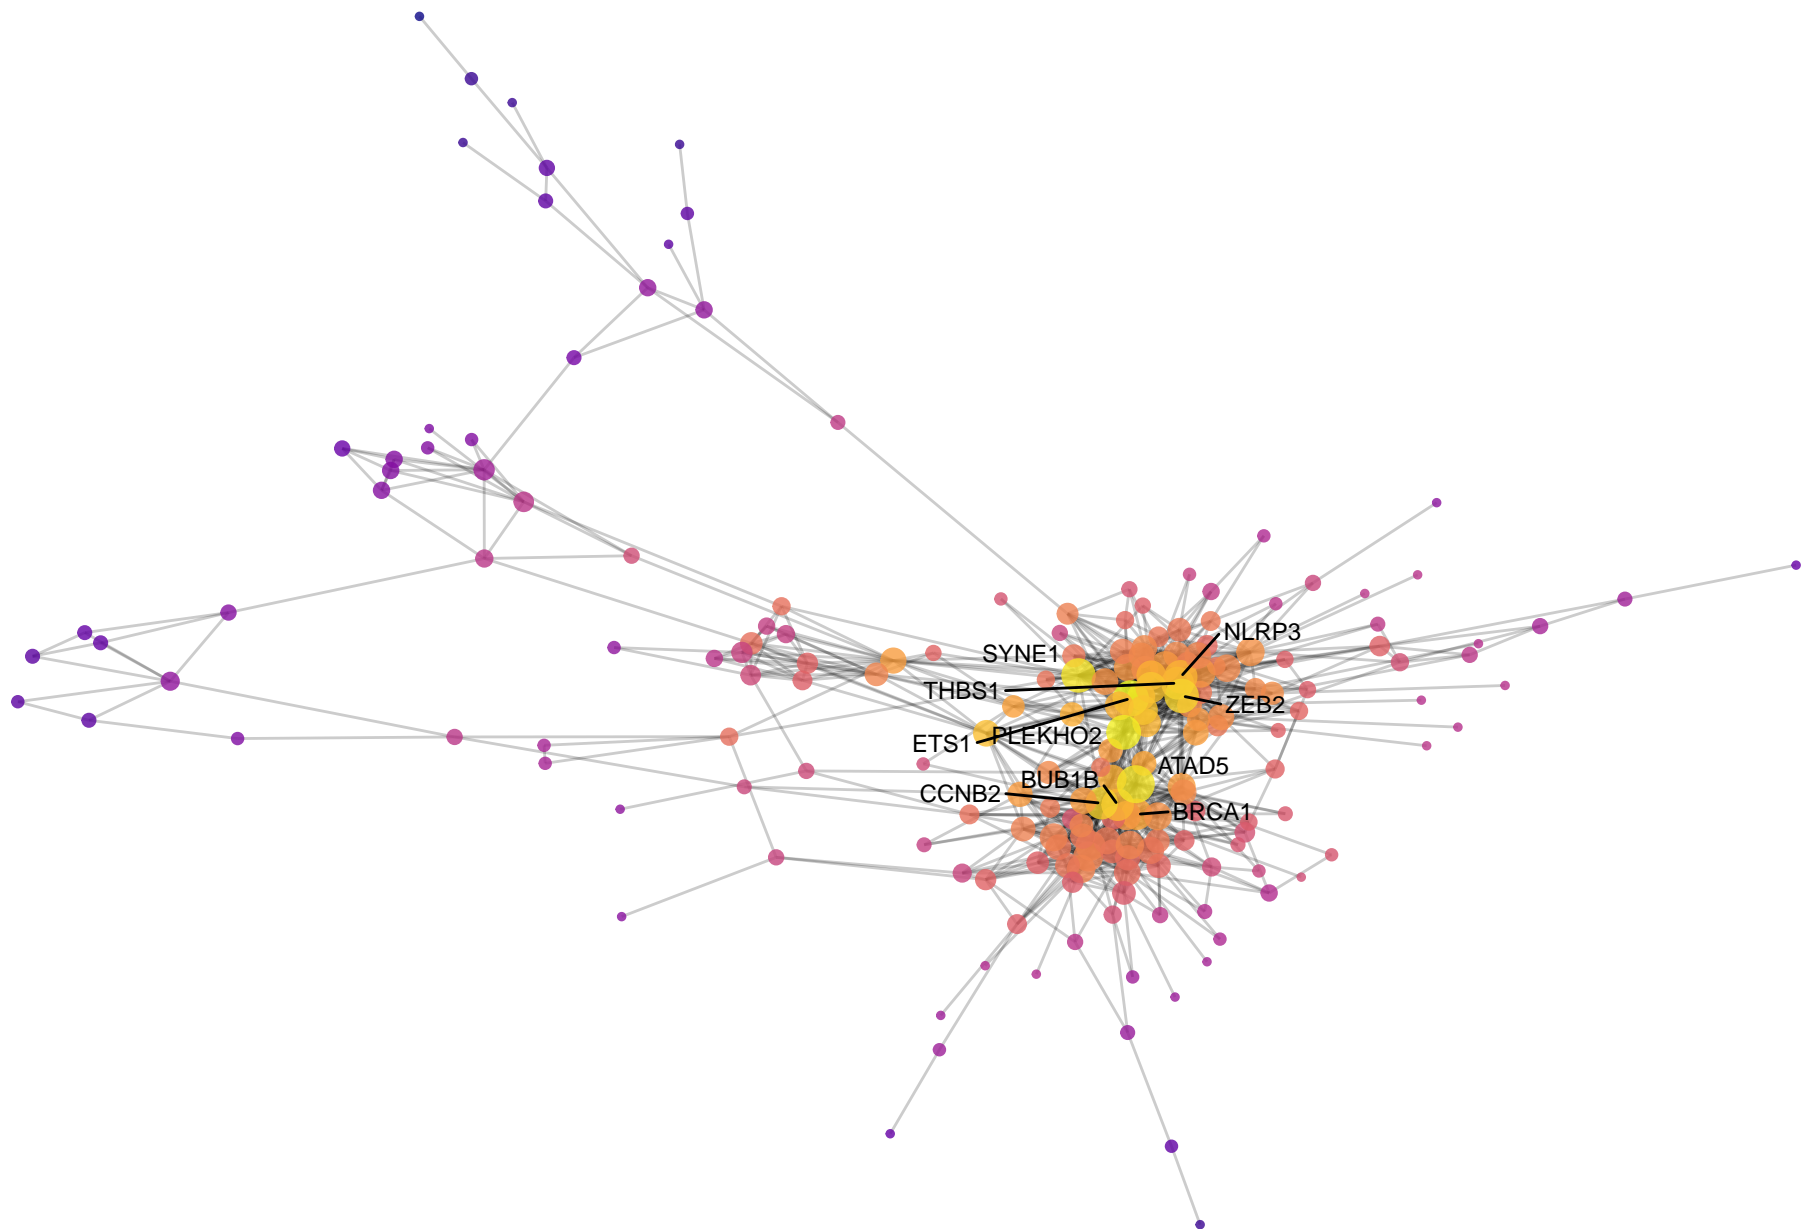 NLRP3
SYNE1
THBS1
ZEB2
ETS1
PLEKHO2
ATAD5
BUB1B
CCNB2
BRCA1